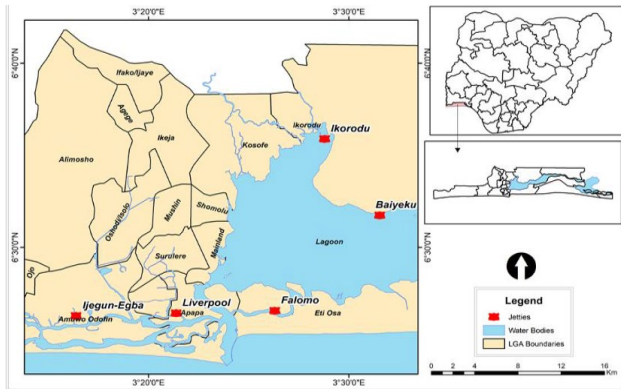 3°20'0"E
3°30'0"E
6°40'0"N
6°40'0"N
Ifako/Ijaye
Agege
Ikeja
Alimosho
Kosofe
Ikorodu
Ikorodu
Baiyeku
Oshodi/Isolo
Mushin
Shomolu
Mainland
Lagoon
Surulere
6°30'0"N
6°30'0"N
Ojo
Ijegun-Egba
Amuwo Odofin
Liverpool
Apapa
Falomo
Eti Osa
3°20'0"E
3°30'0"E
Legend
Jetties
Water Bodies
LGA Boundaries
0 2 4 8 12 16
Km